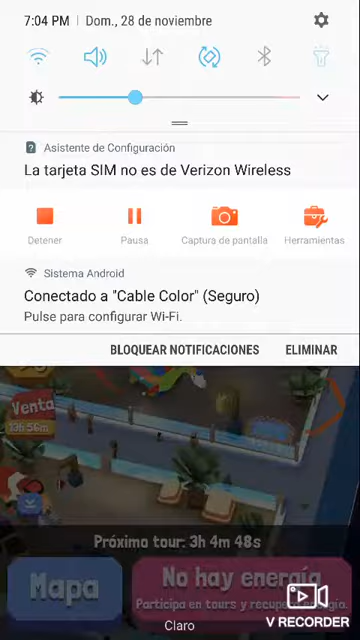 7:04 PM | Dom., 28 de noviembre
Asistente de Configuración
La tarjeta SIM no es de Verizon Wireless
Detener
Pausa
Captura de pantalla
Herramientas
Sistema Android
Conectado a "Cable Color" (Seguro)
Pulse para configurar Wi-Fi.
BLOQUEAR NOTIFICACIONES
ELIMINAR
Venta
13h 56m
Próximo tour: 3h 4m 48s
Mapa
No hay energía
Participa en tours y recupera energía.
Claro
V RECORDER